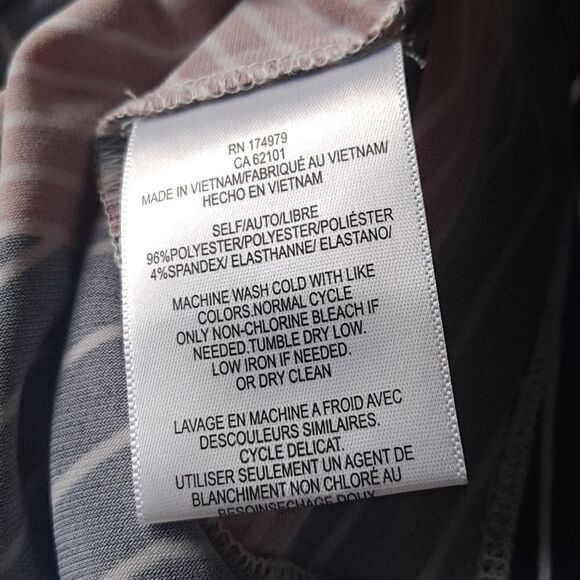 RN 174979
CA 62101
MADE IN VIETNAM/FABRIQUÉ AU VIETNAM/
HECHO EN VIETNAM
SELF/AUTO/LIBRE
96%POLYESTER/POLYESTER/POLIÉSTER
4%SPANDEX/ ELASTHANNE/ ELASTANO/
MACHINE WASH COLD WITH LIKE
COLORS.NORMAL CYCLE
ONLY NON-CHLORINE BLEACH IF
NEEDED.TUMBLE DRY LOW.
LOW IRON IF NEEDED.
OR DRY CLEAN
LAVAGE EN MACHINE A FROID AVEC
DESCOULEURS SIMILAIRES.
CYCLE DELICAT.
UTILISER SEULEMENT UN AGENT DE
BLANCHIMENT NON CHLORÉ AU
BESOINSECHAGE DOUX